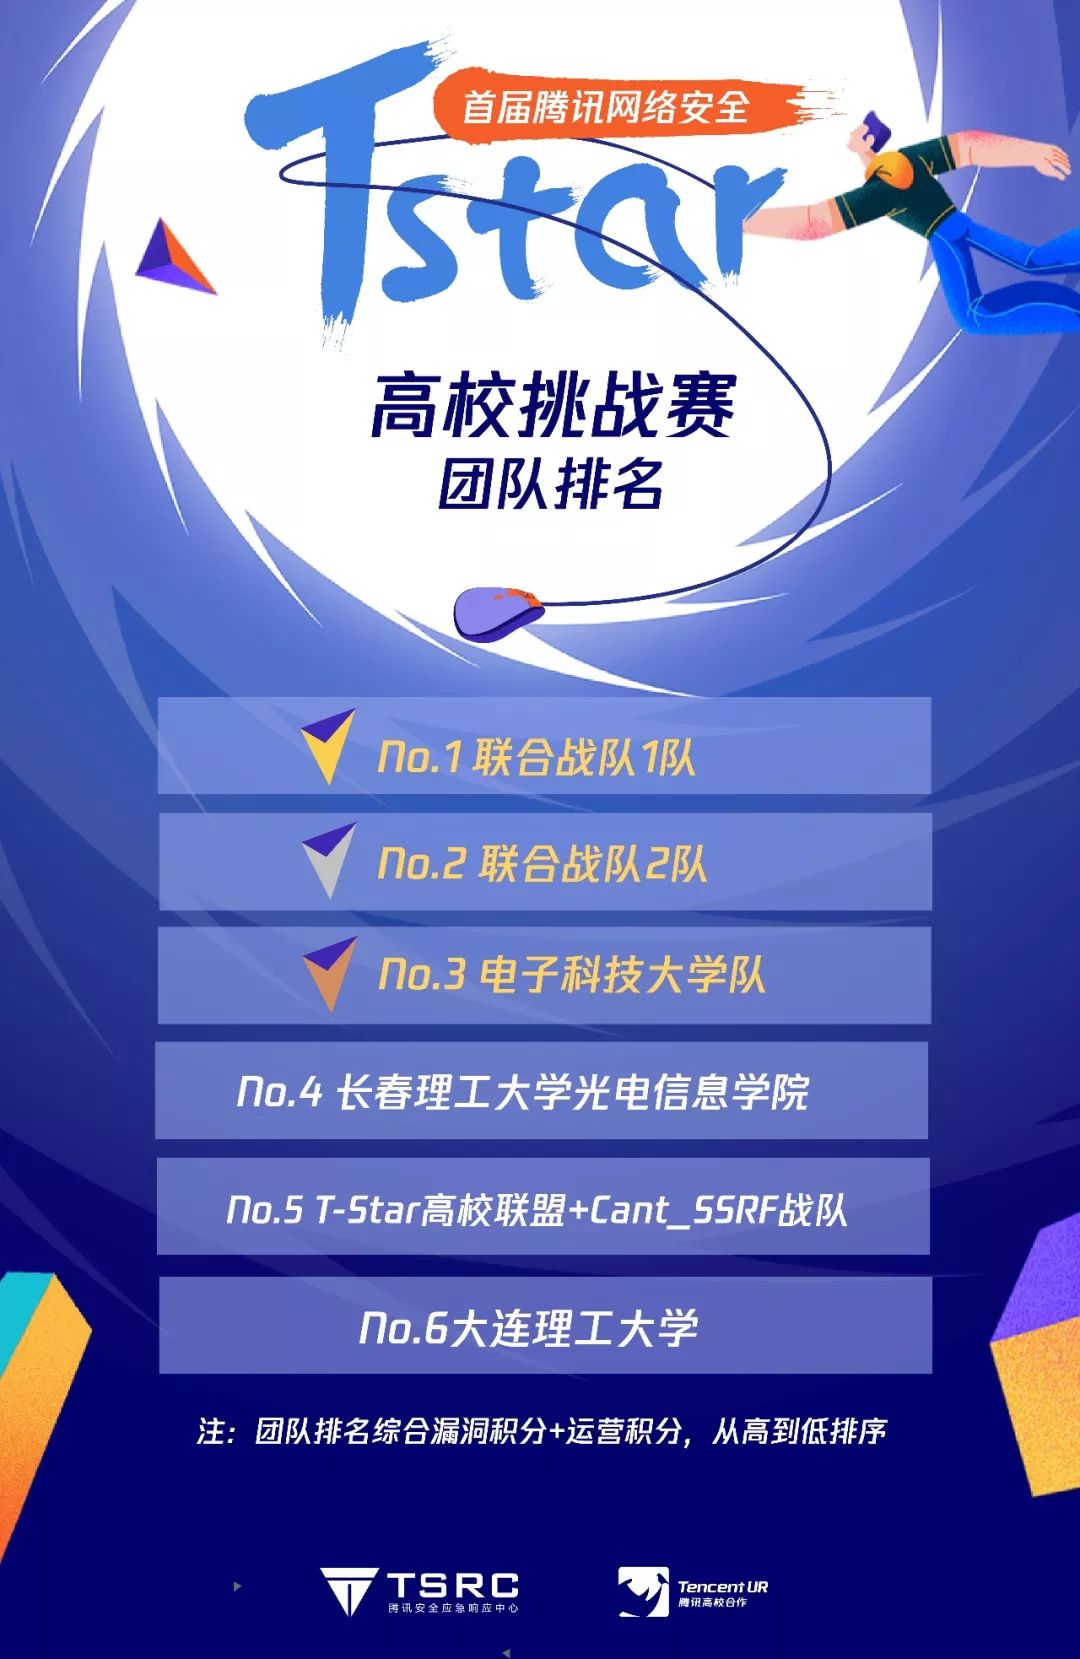 首届腾讯网络安全
Tstar
高校挑战赛
团队排名
No.1 联合战队1队
No.2 联合战队2队
No.3 电子科技大学队
No.4 长春理工大学光电信息学院
No.5 T-Star高校联盟+Cant_SSRF战队
No.6大连理工大学
注：团队排名综合漏洞积分+运营积分，从高到低排序
TSRC
腾讯安全应急响应中心
Tencent UR
腾讯高校合作